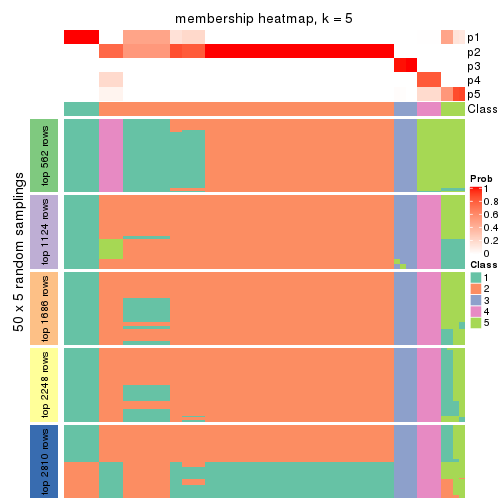 membership heatmap, k = 5
p1
p2
p3
p4
p5
Class
50 x 5 random samplings
top 562 rows
top 1124 rows
top 1686 rows
top 2248 rows
top 2810 rows
Prob
1
0.8
0.6
0.4
0.2
0
Class
1
2
3
4
5